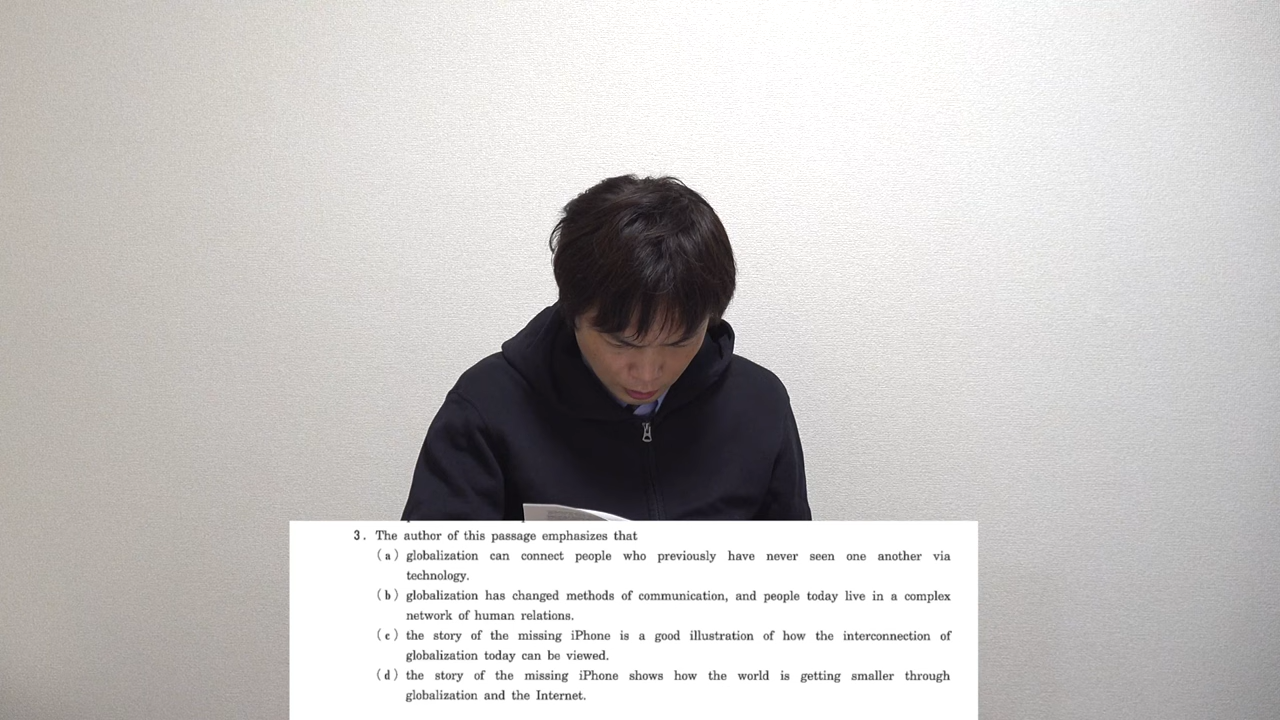 3. The author of this passage emphasizes that
(a) globalization can connect people who previously have never seen one another via
technology.
(b) globalization has changed methods of communication, and people today live in a complex
network of human relations.
(c) the story of the missing iPhone is a good illustration of how the interconnection of
globalization today can be viewed.
(d) the story of the missing iPhone shows how the world is getting smaller through
globalization and the Internet.